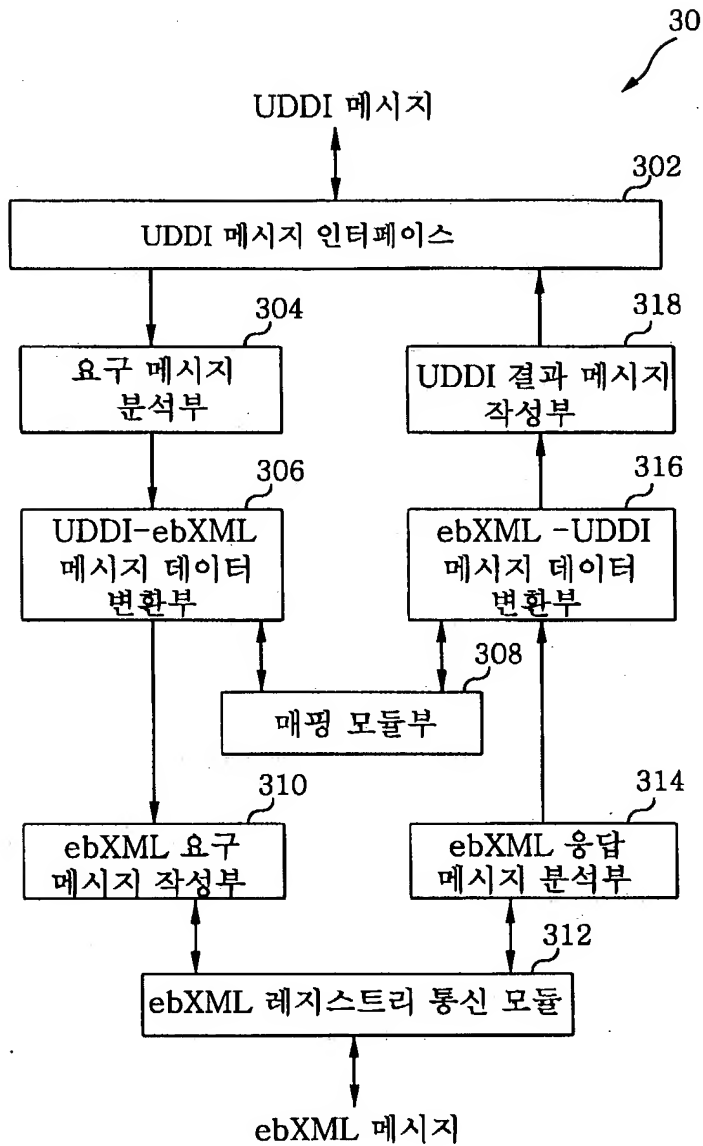 30
UDDI 메시지
302
UDDI 메시지 인터페이스
304
요구 메시지
분석부
318
UDDI 결과 메시지
작성부
306
UDDI-ebXML
메시지 데이터
변환부
316
ebXML -UDDI
메시지 데이터
변환부
308
매핑 모듈부
310
ebXML 요구
메시지 작성부
314
ebXML 응답
메시지 분석부
312
ebXML 레지스트리 통신 모듈
ebXML 메시지